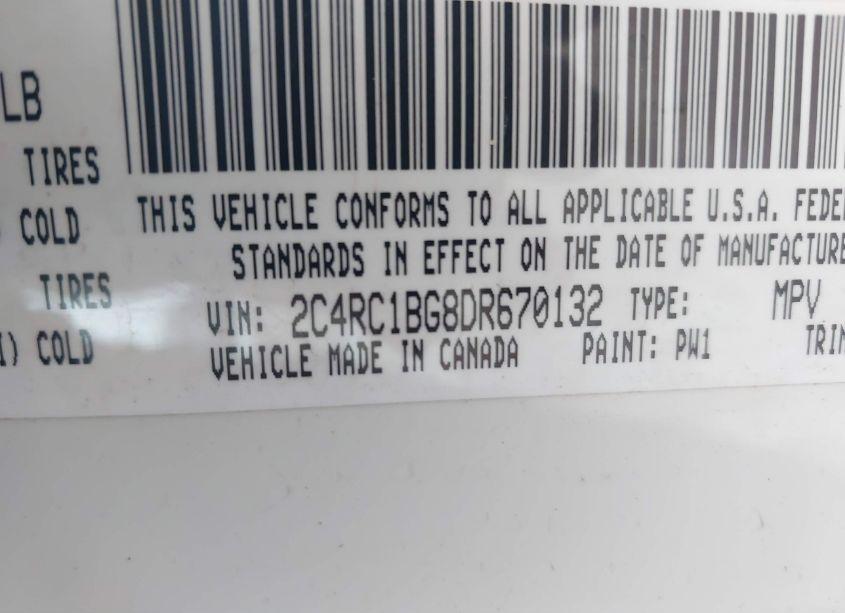 LB
TIRES
COLD
TIRES
) COLD
THIS VEHICLE CONFORMS TO ALL APPLICABLE U.S.A. FEDE
STANDARDS IN EFFECT ON THE DATE OF MANUFACTURE
VIN: 2C4RC1BG8DR670132 TYPE: MPV
VEHICLE MADE IN CANADA PAINT: PW1 TRIM